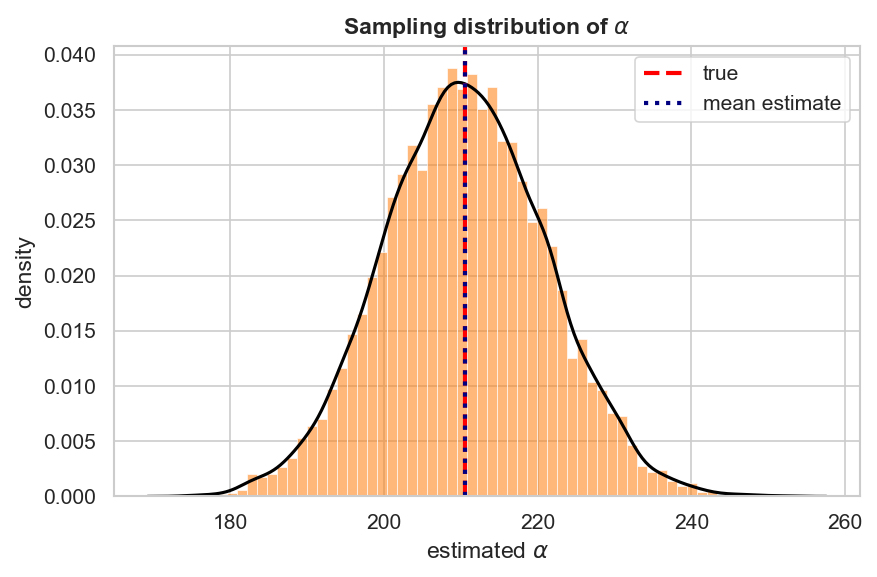 Sampling distribution of α
0.040
0.035
0.030
0.025
0.020
0.015
0.010
0.005
0.000
density
true
mean estimate
180
200
220
240
260
estimated α